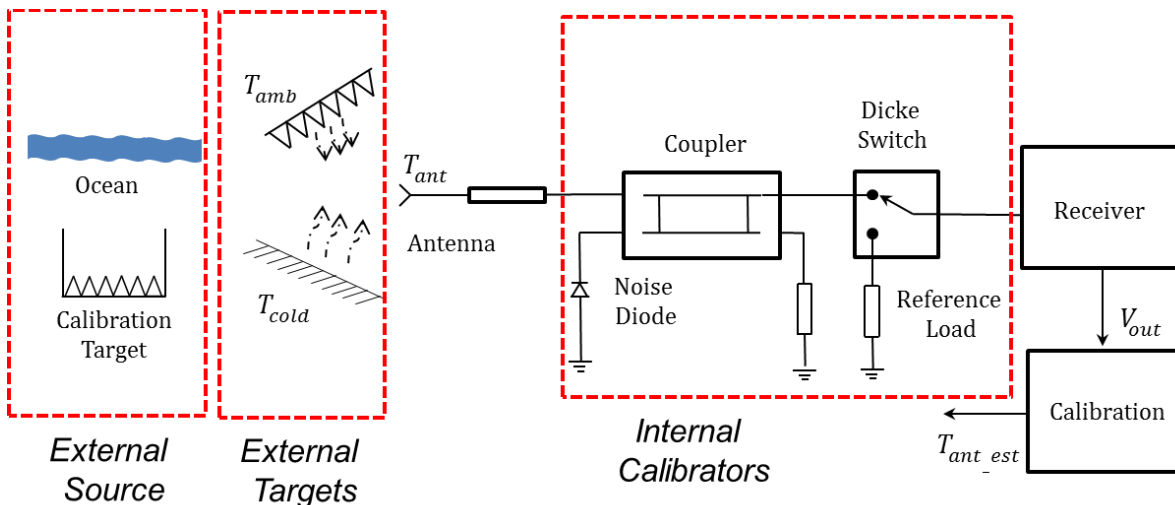 Ocean
Calibration
Target
External
Source
T_amb
T_cold
External
Targets
T_ant
Antenna
Coupler
Noise
Diode
Dicke
Switch
Reference
Load
Internal
Calibrators
Receiver
V_out
Calibration
T_ant_est